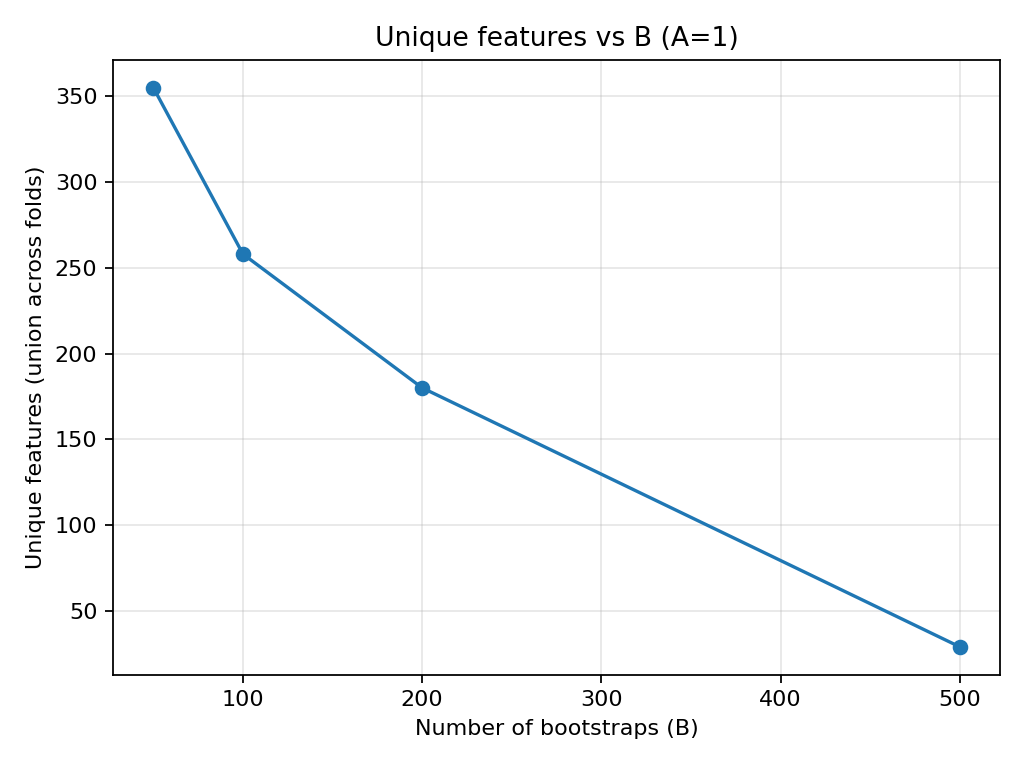 Unique features vs B (A=1)
Unique features (union across folds)
350
300
250
200
150
100
50
100 200 300 400 500
Number of bootstraps (B)